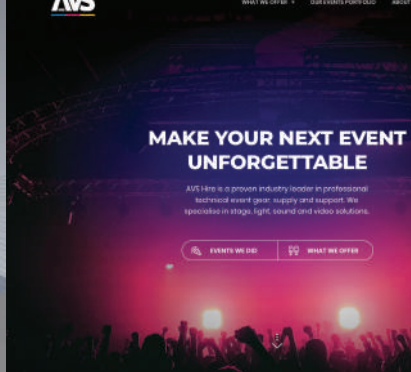 AVS
WHAT WE OFFER
OUR EVENTS PORTFOLIO
ABOUT
MAKE YOUR NEXT EVENT
UNFORGETTABLE
AVS Hire is a proven industry leader in professional
technical event gear, supply and support. We
specialise in stage, light, sound and video solutions.
EVENTS WE DID
WHAT WE OFFER